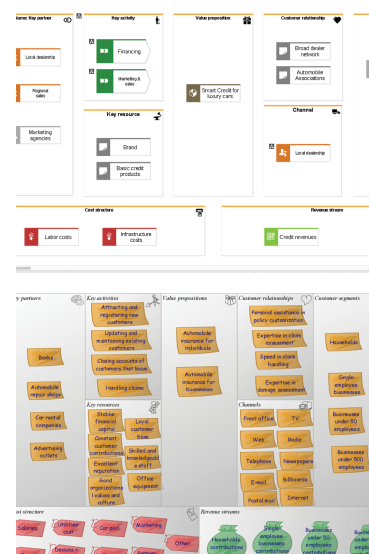 Name: Key partner
Key activity
Value proposition
Customer relationship
Local dealership
Financing
Broad dealer
network
Regional
sales
Marketing &
sales
Smart Credit for
luxury cars
Automobile
Associations
Marketing
agencies
Key resource
Channel
Brand
Local dealership
Basic credit
products
Cost structure
Revenue stream
Labor costs
Infrastructure
costs
Credit revenues
y partners
Key activities
Value propositions
Customer relationships
Customer segments
Attracting and
registering new
customers
Personal assistance in
policy customization
Updating and
maintaining existing
customers
Automobile
insurance for
individuals
Expertise in claim
assessment
Households
Banks
Closing accounts of
customers that leave
Speed in claim
handling
Automobile
repair shops
Handling claims
Automobile
insurance for
businesses
Expertise in
damage assessment
Single-
employee
businesses
Key resources
Channels
Car rental
companies
Stable
financial
capital
Loyal
customer
base
Front office
TV
Businesses
under 50
employees
Constant
customer
contributions
Skilled and
knowledgeable
e staff
Web
Radio
Advertising
outlets
Excellent
reputation
Telephone
Newspapers
Businesses
under 500
employees
Good
organizational
values and
culture
Office
equipment
E-mail
Billboards
Postal mail
Internet
ost structure
Revenue streams
Salaries
Utilities
cost
Car pool
Marketing
Other
Households
contributions
Single
employee
businesses
contributions
Businesses
under 50
employees
contributions
Devices +